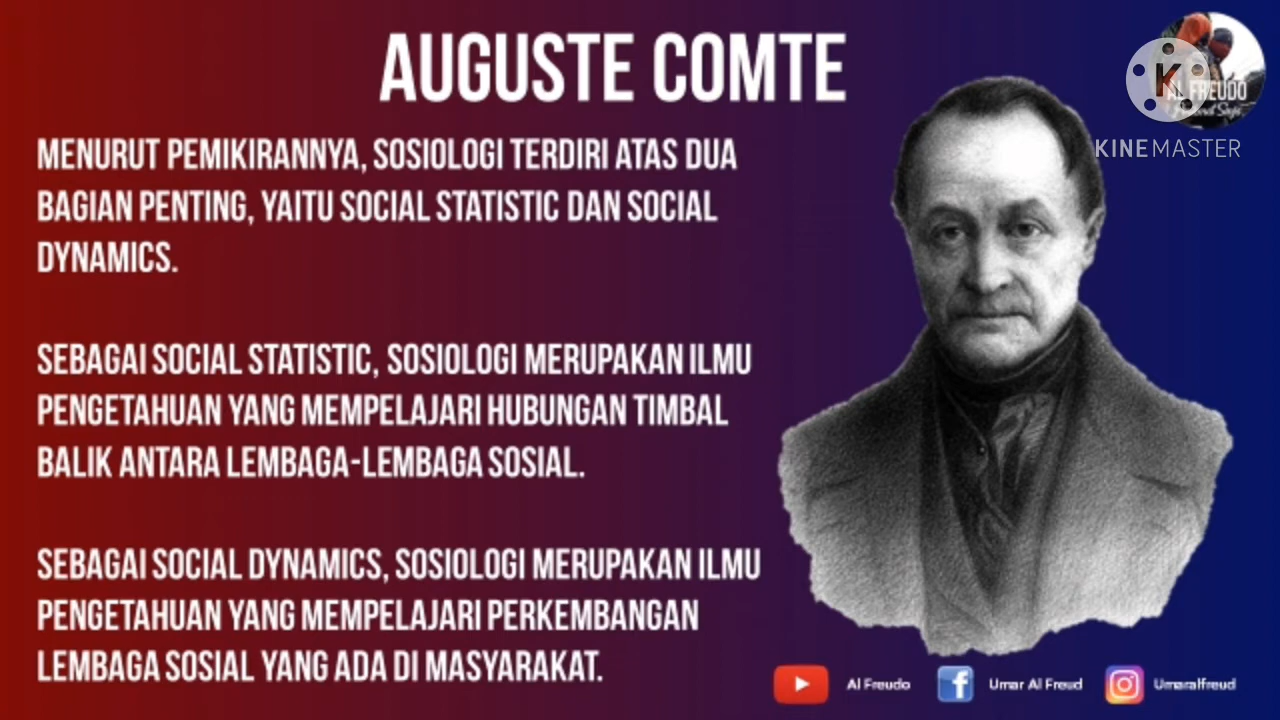 AUGUSTE COMTE
MENURUT PEMIKIRANNYA, SOSIOLOGI TERDIRI ATAS DUA
BAGIAN PENTING, YAITU SOCIAL STATISTIC DAN SOCIAL
DYNAMICS.
SEBAGAI SOCIAL STATISTIC, SOSIOLOGI MERUPAKAN ILMU
PENGETAHUAN YANG MEMPELAJARI HUBUNGAN TIMBAL
BALIK ANTARA LEMBAGA-LEMBAGA SOSIAL.
SEBAGAI SOCIAL DYNAMICS, SOSIOLOGI MERUPAKAN ILMU
PENGETAHUAN YANG MEMPELAJARI PERKEMBANGAN
LEMBAGA SOSIAL YANG ADA DI MASYARAKAT.
K
AL FREUDO
KINEMASTER
Al Freudo Umar Al Freud Umaralfreud